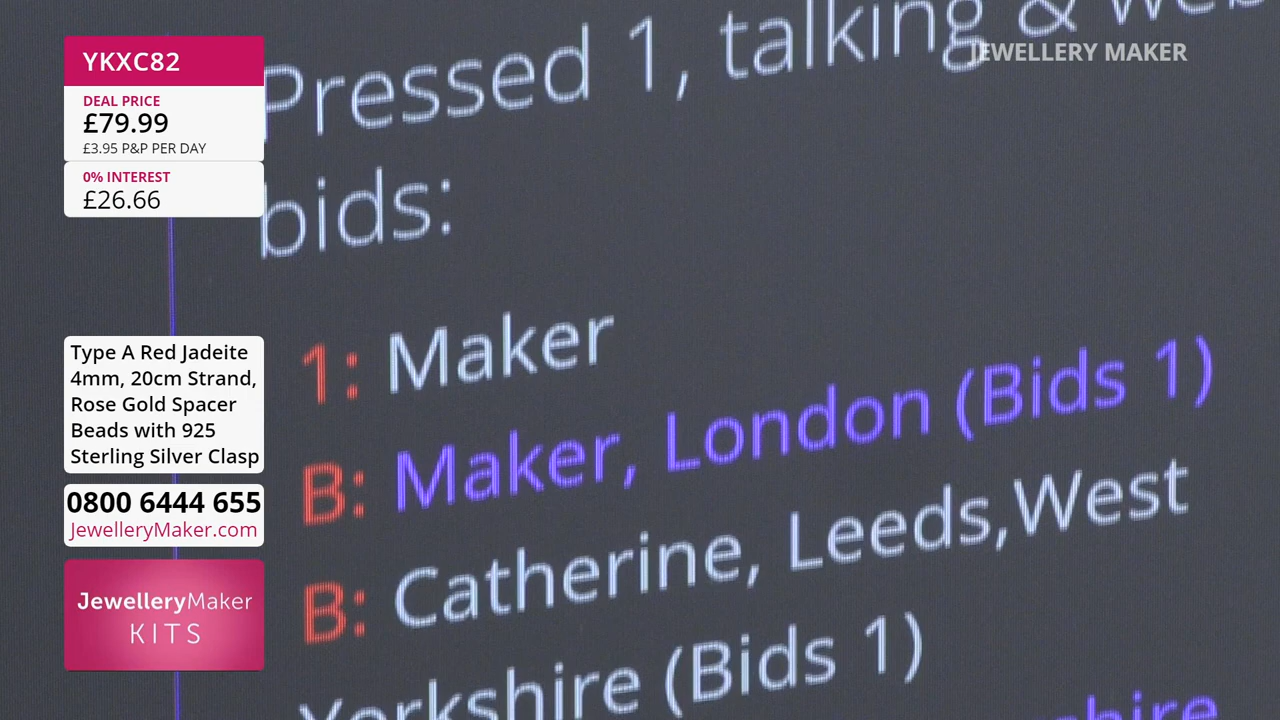 YKXC82
DEAL PRICE
£79.99
£3.95 P&P PER DAY
0% INTEREST
£26.66
Type A Red Jadeite
4mm, 20cm Strand,
Rose Gold Spacer
Beads with 925
Sterling Silver Clasp
0800 6444 655
JewelleryMaker.com
JewelleryMaker
KITS
JEWELLERY MAKER
Pressed 1, talking & web
bids:
1: Maker
B: Maker, London (Bids 1)
B: Catherine, Leeds,West
Yorkshire (Bids 1)